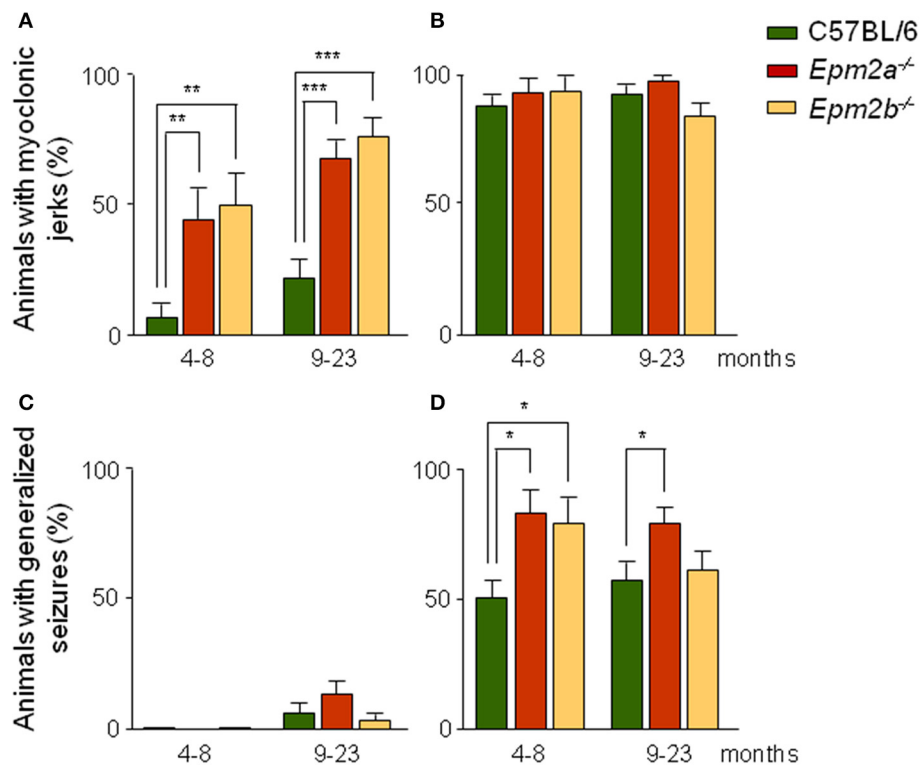 A
B
C57BL/6
Epm2a-/-
Epm2b-/-
Animals with myoclonic
jerks (%)
100
50
0
**
**
***
***
4-8
9-23
100
50
0
4-8
9-23
months
C
D
Animals with generalized
seizures (%)
100
50
0
4-8
9-23
100
50
0
*
*
*
4-8
9-23
months